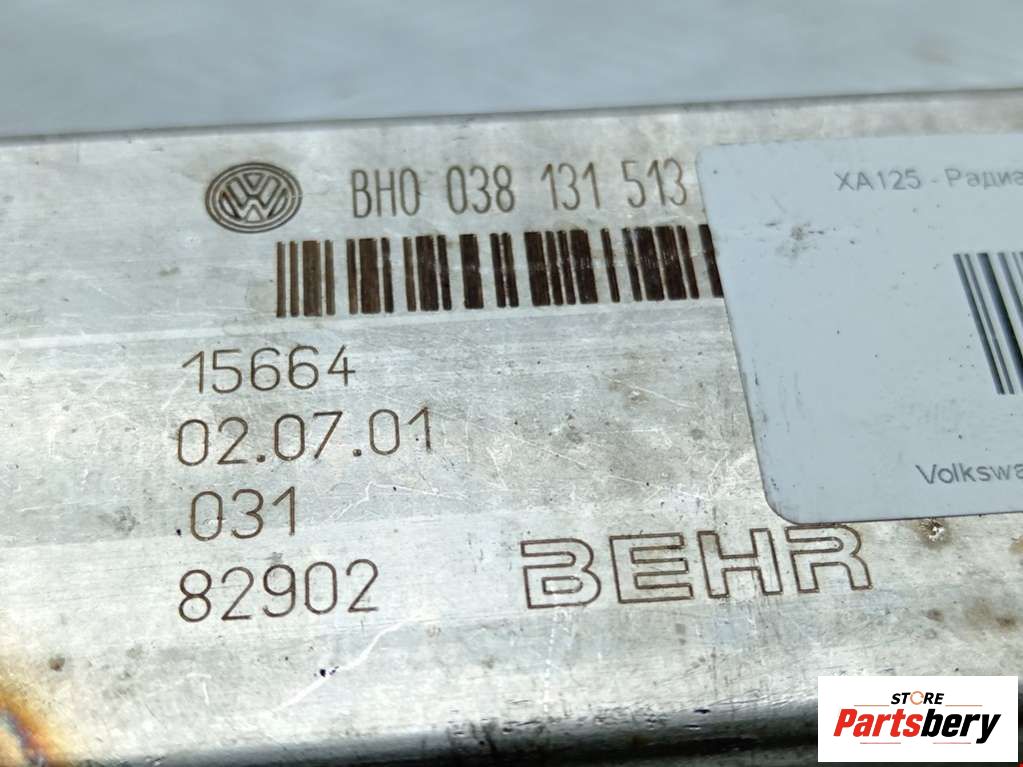 BH0 038 131 513
XA125 - Радиа
15664
02.07.01
031
82902
BEHR
Volkswa
STORE
Partsbery